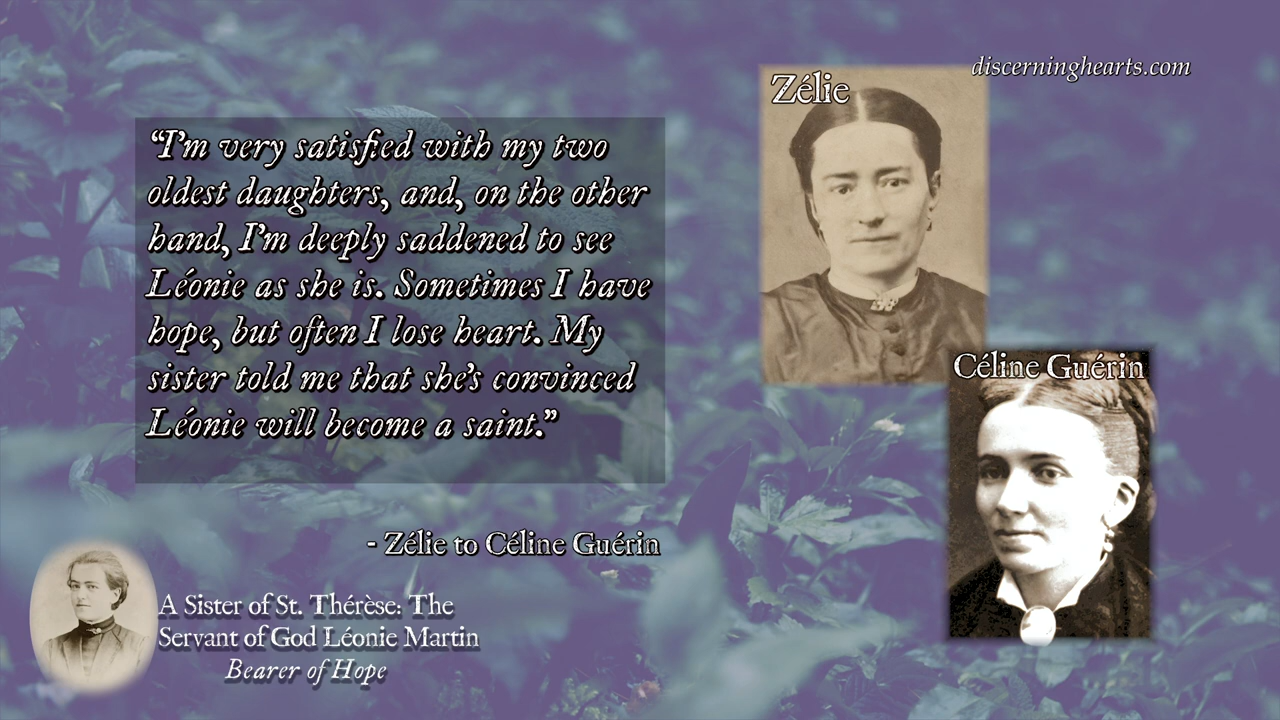 discerninghearts.com
Zélie
“I’m very satisfied with my two
oldest daughters, and, on the other
hand, I’m deeply saddened to see
Léonie as she is. Sometimes I have
hope, but often I lose heart. My
sister told me that she’s convinced
Léonie will become a saint.”
Céline Guérin
- Zélie to Céline Guérin
A Sister of St. Thérèse: The
Servant of God Léonie Martin
Bearer of Hope